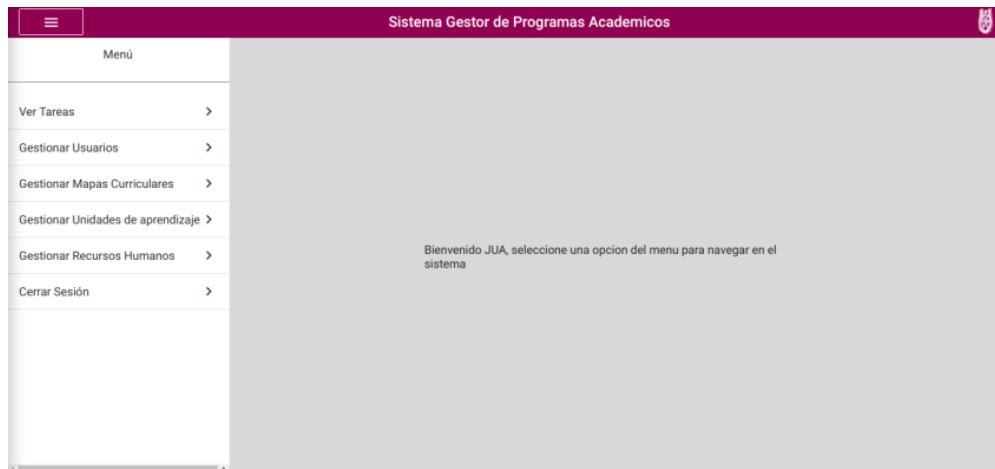 Sistema Gestor de Programas Academicos
Menú
Ver Tareas
Gestionar Usuarios
Gestionar Mapas Curriculares
Gestionar Unidades de aprendizaje
Gestionar Recursos Humanos
Cerrar Sesión
Bienvenido JUA, seleccione una opcion del menu para navegar en el
sistema